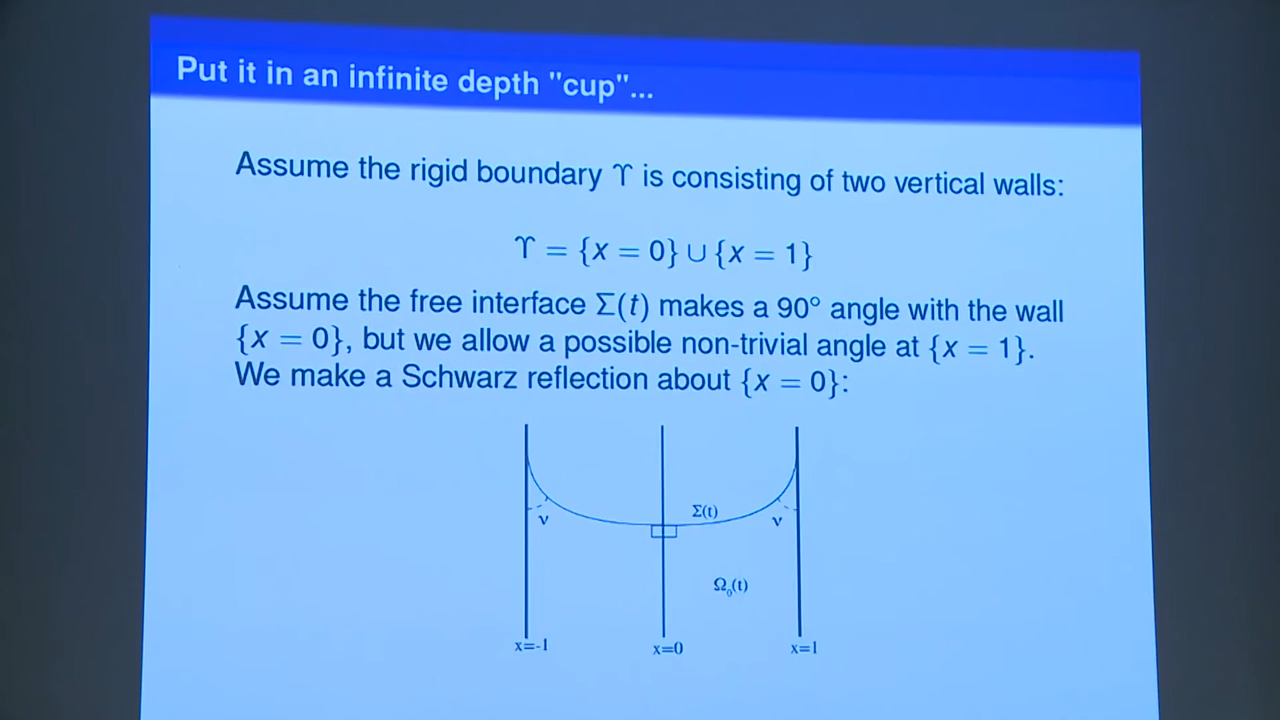 Put it in an infinite depth "cup"...
Assume the rigid boundary ϒ is consisting of two vertical walls:
ϒ = {x = 0} ∪ {x = 1}
Assume the free interface Σ(t) makes a 90° angle with the wall
{x = 0}, but we allow a possible non-trivial angle at {x = 1}.
We make a Schwarz reflection about {x = 0}:
Σ(t)
ν
ν
Ω₀(t)
x=-1
x=0
x=1